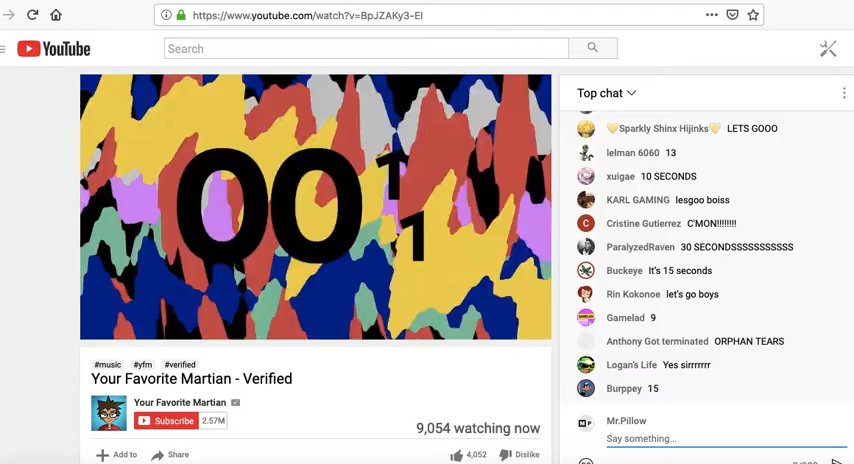 https://www.youtube.com/watch?v=BpJZAKy3-EI
YouTube
Search
00 11
Top chat
Sparkly Shinx Hijinks LETS GOOO
lelman 6060 13
xuigae 10 SECONDS
KARL GAMING lesgoo boiss
Cristine Gutierrez C'MON!!!!!!!!
ParalyzedRaven 30 SECONDSSSSSSSSSSS
Buckeye It's 15 seconds
Rin Kokonoe let's go boys
Gamelad 9
Anthony Got terminated ORPHAN TEARS
Logan's Life Yes sirrrrrrr
Burppey 15
Mr.Pillow
Say something...
#music #yfm #verified
Your Favorite Martian - Verified
Your Favorite Martian
Subscribe 2.57M
9,054 watching now
Add to Share 4,052 Dislike